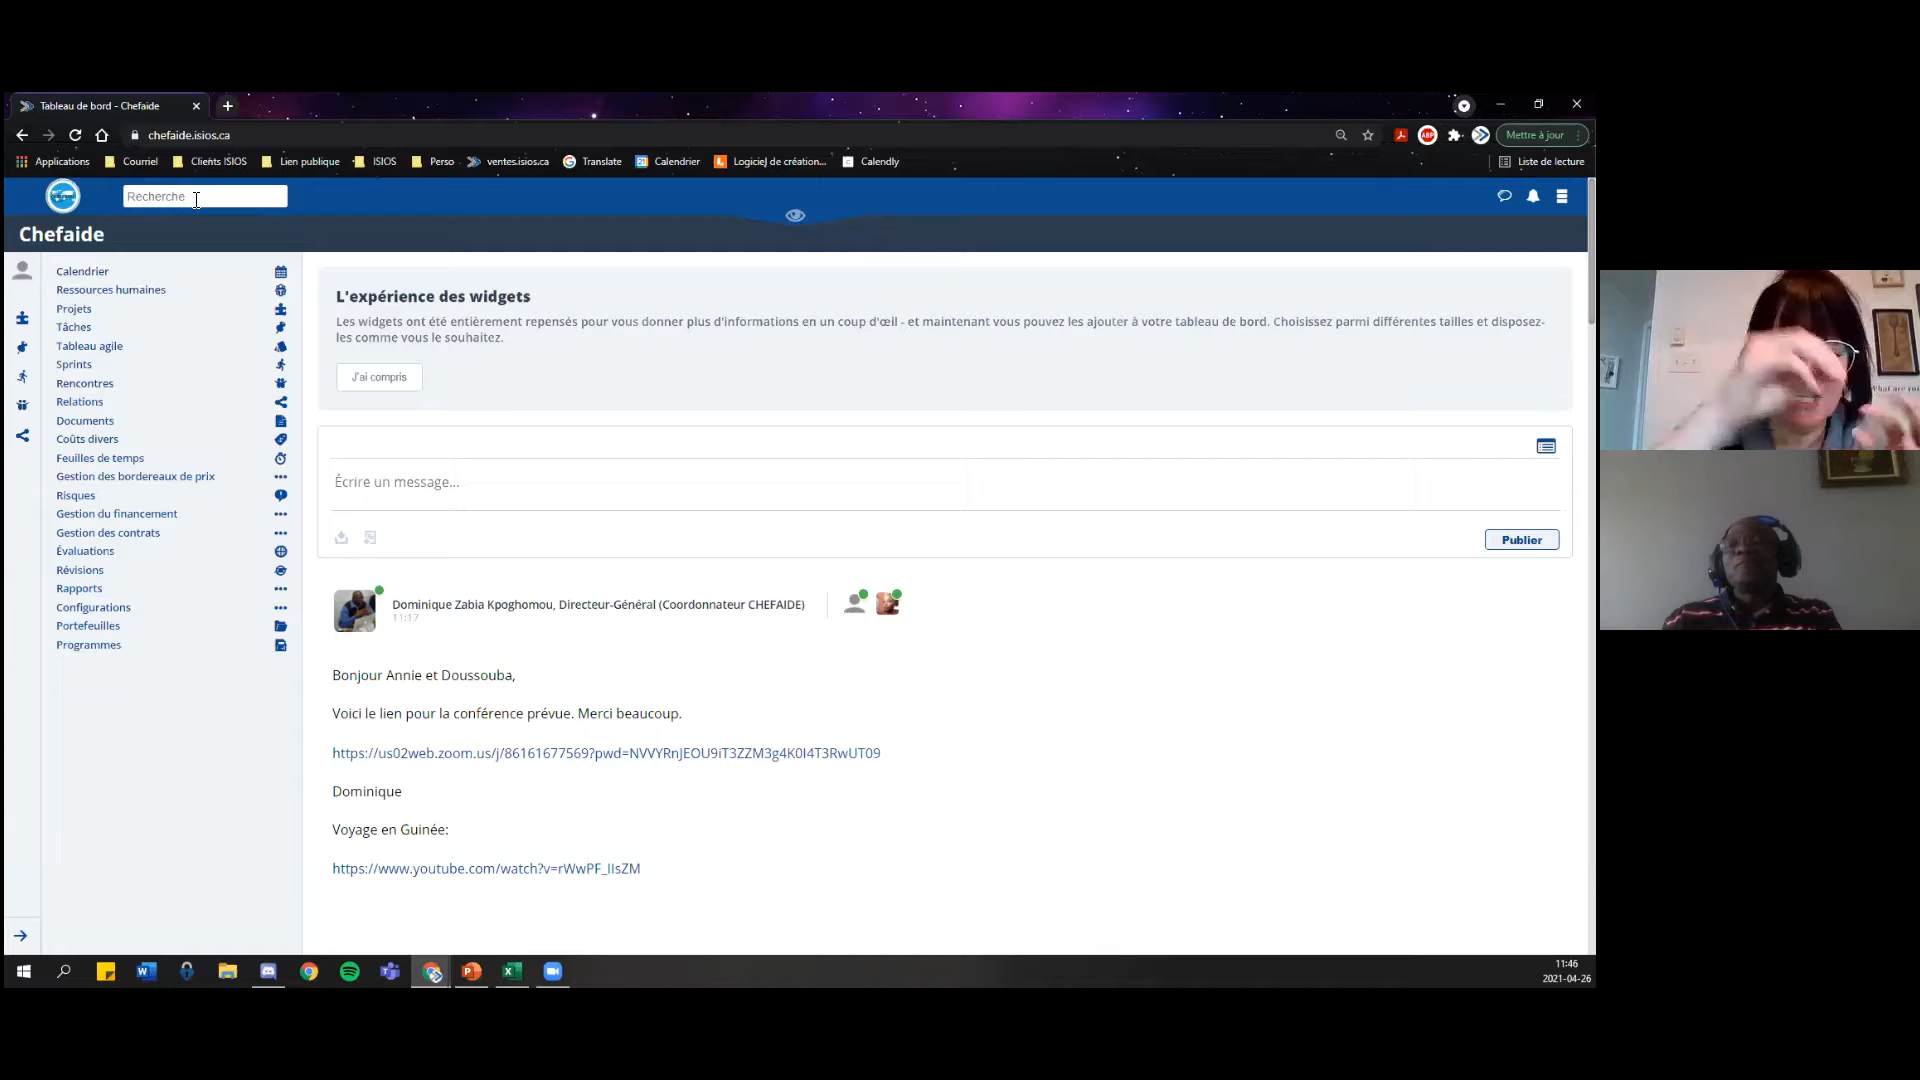 Tableau de bord - Chefaide
chefaide.isios.ca
Mettre à jour
Applications
Courriel
Clients ISIOS
Lien publique
ISIOS
Perso
ventes.isios.ca
Translate
Calendrier
Logiciel de création...
Calendly
Liste de lecture
Recherche
Chefaide
Calendrier
Ressources humaines
Projets
Tâches
Tableau agile
Sprints
Rencontres
Relations
Documents
Coûts divers
Feuilles de temps
Gestion des bordereaux de prix
Risques
Gestion du financement
Gestion des contrats
Évaluations
Révisions
Rapports
Configurations
Portefeuilles
Programmes
L'expérience des widgets
Les widgets ont été entièrement repensés pour vous donner plus d'informations en un coup d'œil - et maintenant vous pouvez les ajouter à votre tableau de bord. Choisissez parmi différentes tailles et disposez-
les comme vous le souhaitez.
J'ai compris
Écrire un message...
Publier
Dominique Zabia Kpoghomou, Directeur-Général (Coordonnateur CHEFAIDE)
11:17
Bonjour Annie et Doussouba,
Voici le lien pour la conférence prévue. Merci beaucoup.
https://us02web.zoom.us/j/86161677569?pwd=NVVYRnJEOU9iT3ZZM3g4K0I4T3RwUT09
Dominique
Voyage en Guinée:
https://www.youtube.com/watch?v=rWwPF_IIsZM
11:46
2021-04-26